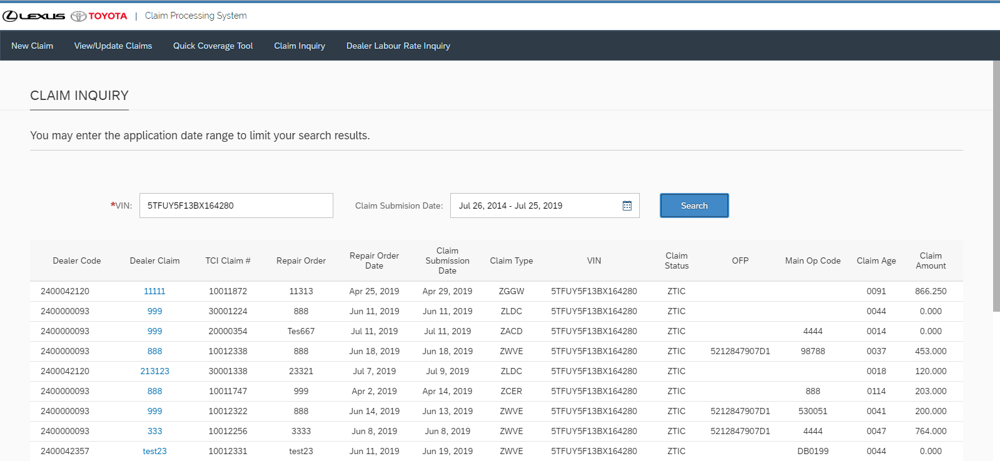 LEXUS TOYOTA | Claim Processing System
New Claim View/Update Claims Quick Coverage Tool Claim Inquiry Dealer Labour Rate Inquiry
CLAIM INQUIRY
You may enter the application date range to limit your search results.
*VIN: 5TFUY5F13BX164280 Claim Submision Date: Jul 26, 2014 - Jul 25, 2019 Search
Dealer Code Dealer Claim TCI Claim # Repair Order Repair Order Date Claim Submission Date Claim Type VIN Claim Status OFP Main Op Code Claim Age Claim Amount
2400042120 11111 10011872 11313 Apr 25, 2019 Apr 29, 2019 ZGGW 5TFUY5F13BX164280 ZTIC 0091 866.250
2400000093 999 30001224 888 Jun 11, 2019 Jun 11, 2019 ZLDC 5TFUY5F13BX164280 ZTIC 0044 0.000
2400000093 999 20000354 Tes667 Jul 11, 2019 Jul 11, 2019 ZACD 5TFUY5F13BX164280 ZTIC 4444 0014 0.000
2400000093 888 10012338 888 Jun 18, 2019 Jun 18, 2019 ZWVE 5TFUY5F13BX164280 ZTIC 5212847907D1 98788 0037 453.000
2400042120 213123 30001338 23321 Jul 7, 2019 Jul 9, 2019 ZLDC 5TFUY5F13BX164280 ZTIC 0018 120.000
2400000093 888 10011747 999 Apr 2, 2019 Apr 14, 2019 ZCER 5TFUY5F13BX164280 ZTIC 888 0114 203.000
2400000093 999 10012322 888 Jun 14, 2019 Jun 13, 2019 ZWVE 5TFUY5F13BX164280 ZTIC 5212847907D1 530051 0041 200.000
2400000093 333 10012256 3333 Jun 8, 2019 Jun 8, 2019 ZWVE 5TFUY5F13BX164280 ZTIC 5212847907D1 4444 0047 764.000
2400042357 test23 10012331 test23 Jun 11, 2019 Jun 19, 2019 ZWVE 5TFUY5F13BX164280 ZTIC DB0199 0044 0.000